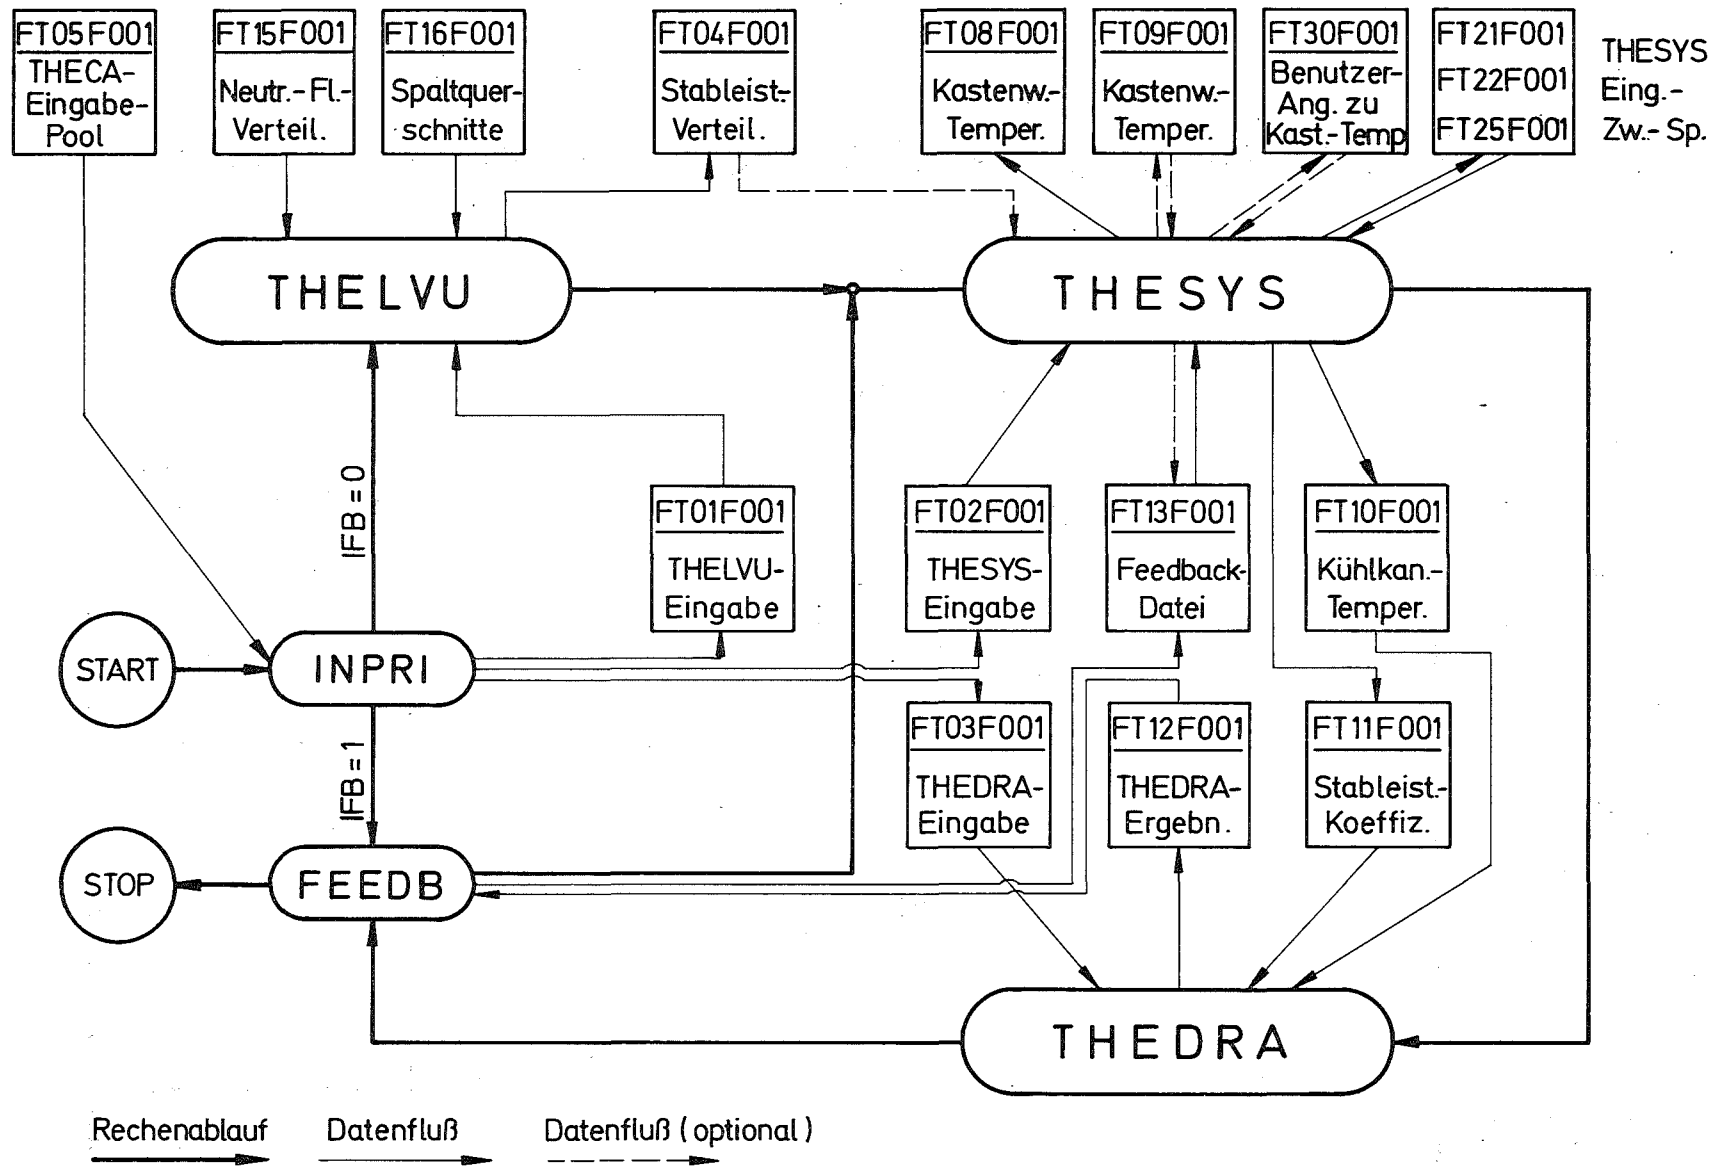 FT05F001
THECA-
Eingabe-
Pool
FT15F001
Neutr.-Fl.-
Verteil.
FT16F001
Spaltquer-
schnitte
FT04F001
Stableist.-
Verteil.
FT08F001
Kastenw.-
Temper.
FT09F001
Kastenw.-
Temper.
FT30F001
Benutzer-
Ang. zu
Kast.-Temp
FT21F001
FT22F001
FT25F001
THESYS
Eing.-
Zw.-Sp.
THELVU
THESYS
IFB=0
FT01F001
THELVU-
Eingabe
FT02F001
THESYS-
Eingabe
FT13F001
Feedback-
Datei
FT10F001
Kühlkan.-
Temper.
START
INPRI
IFB=1
FT03F001
THEDRA-
Eingabe
FT12F001
THEDRA-
Ergebn.
FT11F001
Stableist.-
Koeffiz.
STOP
FEEDB
THEDRA
Rechenablauf
Datenfluß
Datenfluß (optional)